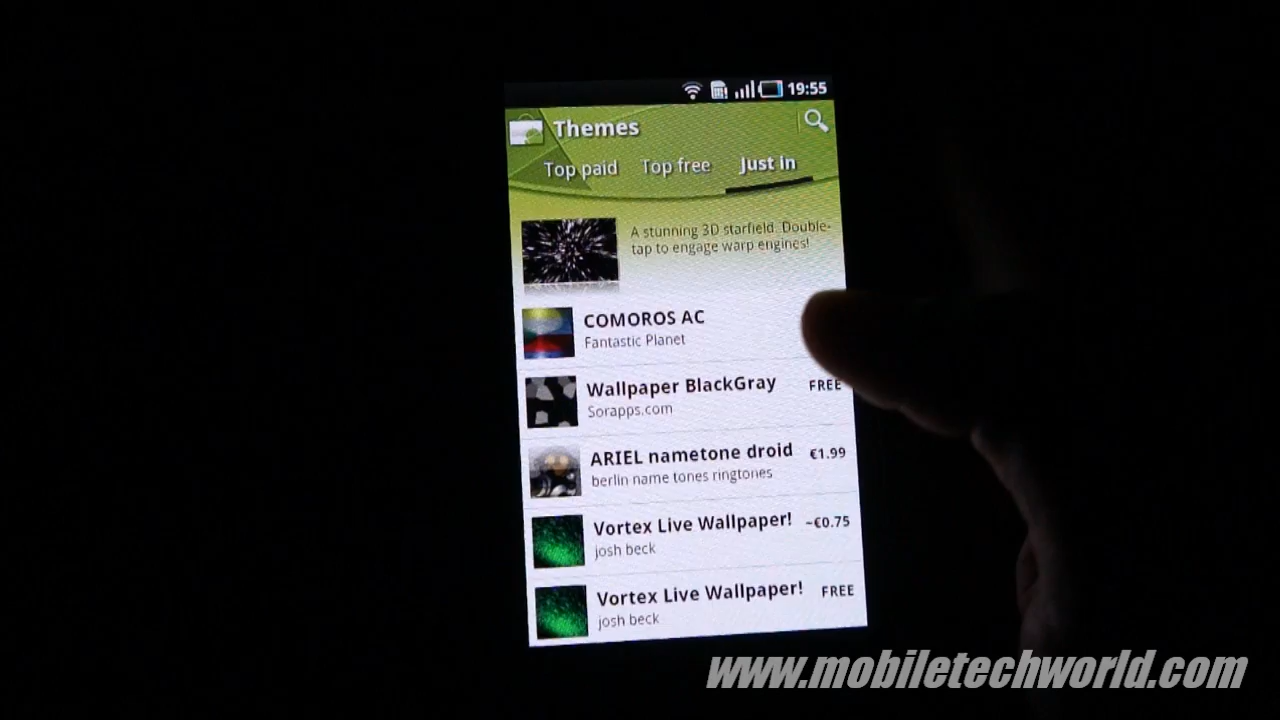 19:55
Themes
Top paid Top free Just in
A stunning 3D starfield. Double-
tap to engage warp engines!
COMOROS AC
Fantastic Planet
Wallpaper BlackGray FREE
Sorapps.com
ARIEL nametone droid €1.99
berlin name tones ringtones
Vortex Live Wallpaper! ~€0.75
josh beck
Vortex Live Wallpaper! FREE
josh beck
www.mobiletechworld.com